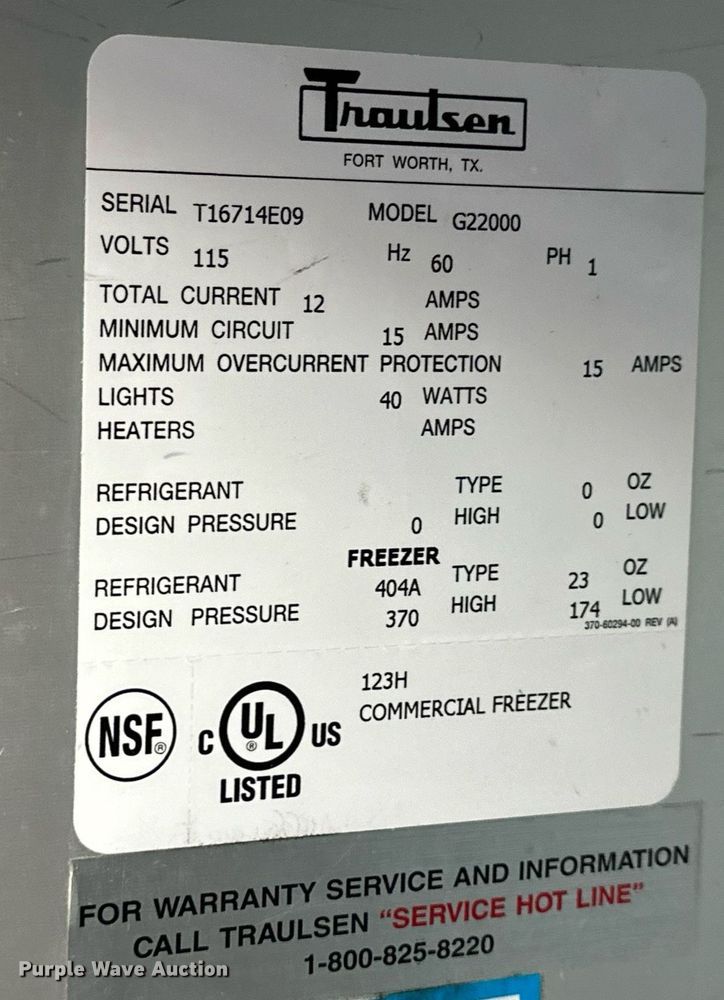 Traulsen
FORT WORTH, TX.
SERIAL T16714E09 MODEL G22000
VOLTS 115 Hz 60 PH 1
TOTAL CURRENT 12 AMPS
MINIMUM CIRCUIT 15 AMPS
MAXIMUM OVERCURRENT PROTECTION 15 AMPS
LIGHTS 40 WATTS
HEATERS AMPS
REFRIGERANT TYPE 0 OZ
DESIGN PRESSURE 0 HIGH 0 LOW
FREEZER
REFRIGERANT 404A TYPE 23 OZ
DESIGN PRESSURE 370 HIGH 174 LOW
370-60294-00 REV (A)
123H
COMMERCIAL FREEZER
NSF®
C UL® US
LISTED
FOR WARRANTY SERVICE AND INFORMATION
CALL TRAULSEN "SERVICE HOT LINE"
1-800-825-8220
Purple Wave Auction